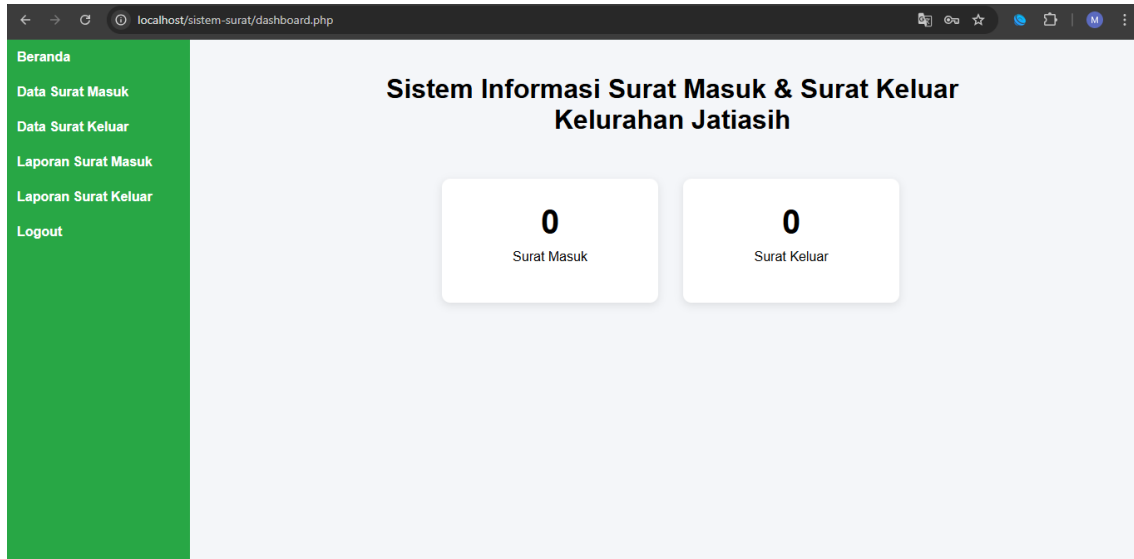 localhost/sistem-surat/dashboard.php
M
Beranda
Data Surat Masuk
Data Surat Keluar
Laporan Surat Masuk
Laporan Surat Keluar
Logout
Sistem Informasi Surat Masuk & Surat Keluar
Kelurahan Jatiasih
0
Surat Masuk
0
Surat Keluar